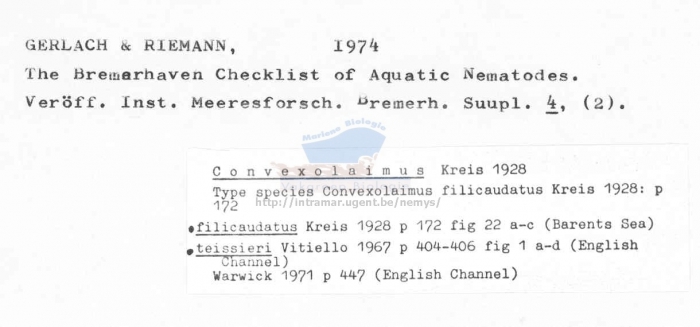 GERLACH & RIEMANN, 1974
The Bremerhaven Checklist of Aquatic Nematodes.
Veröff. Inst. Meeresforsch. Bremerh. Suupl. 4, (2).
Mariene Biologie
Convexolaimus Kreis 1928
Type species Convexolaimus filicaudatus Kreis 1928: p
172
http://intramar.ugent.be/nemys/
•filicaudatus Kreis 1928 p 172 fig 22 a-c (Barents Sea)
•teissieri Vitiello 1967 p 404-406 fig 1 a-d (English
Channel)
Warwick 1971 p 447 (English Channel)